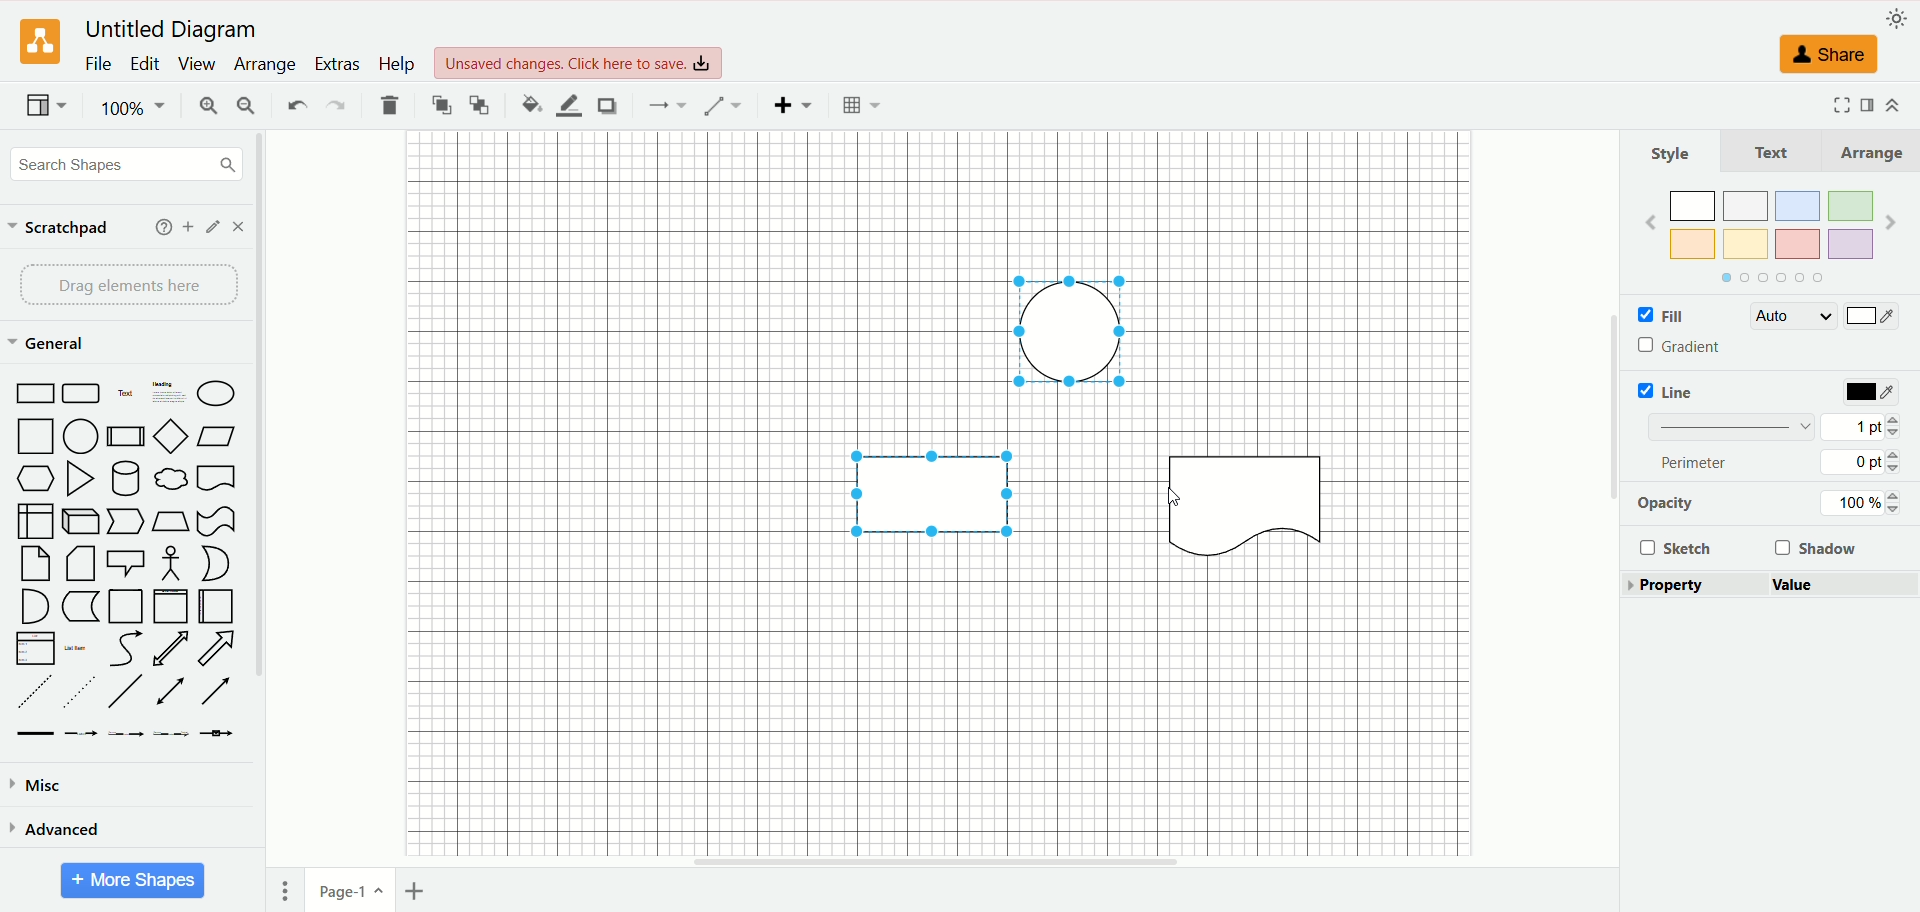 Untitled Diagram
File Edit View Arrange Extras Help Unsaved changes. Click here to save.
Share
100%
Search Shapes
Scratchpad
Drag elements here
General
Text Heading
List Item
Misc
Advanced
+ More Shapes
Page-1
Style Text Arrange
Fill Auto
Gradient
Line
1 pt
Perimeter 0 pt
Opacity 100 %
Sketch Shadow
Property Value